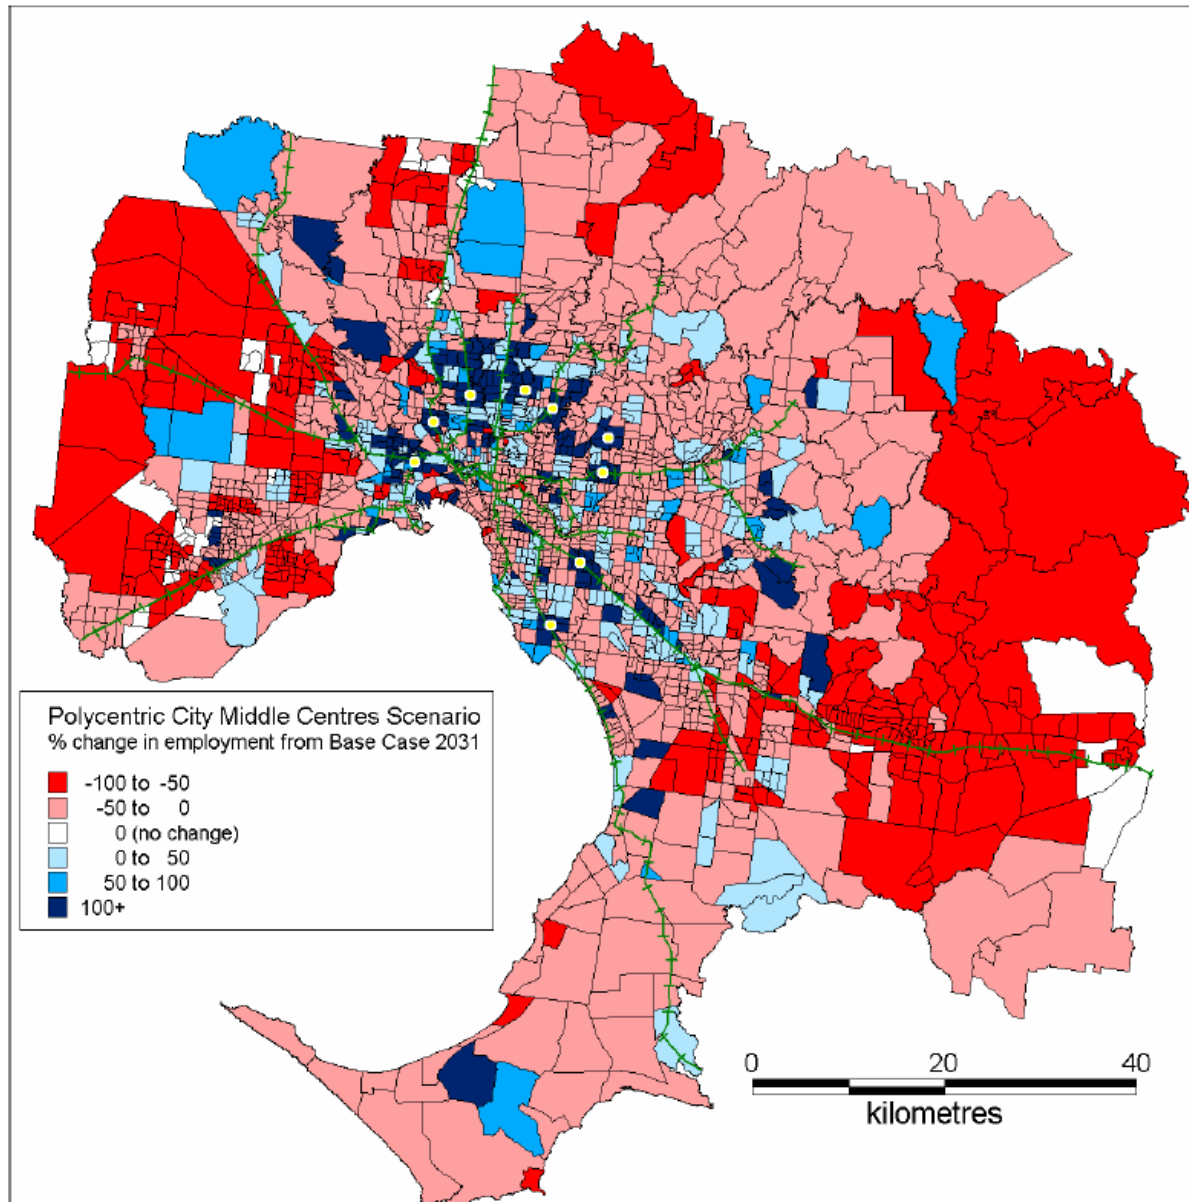 Polycentric City Middle Centres Scenario
% change in employment from Base Case 2031
-100 to -50
-50 to 0
0 (no change)
0 to 50
50 to 100
100+
0 20 40
kilometres